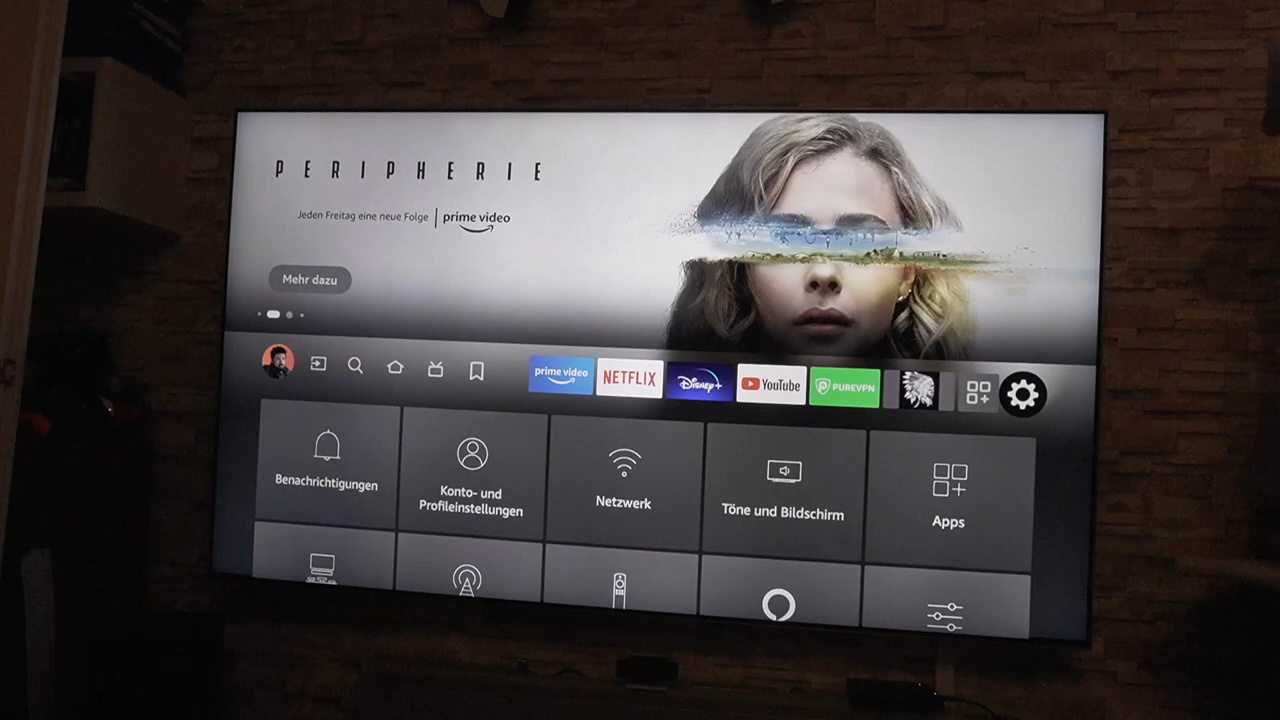 PERIPHERIE
Jeden Freitag eine neue Folge | prime video
Mehr dazu
prime video
NETFLIX
Disney+
YouTube
PUREVPN
Benachrichtigungen
Konto- und
Profileinstellungen
Netzwerk
Töne und Bildschirm
Apps